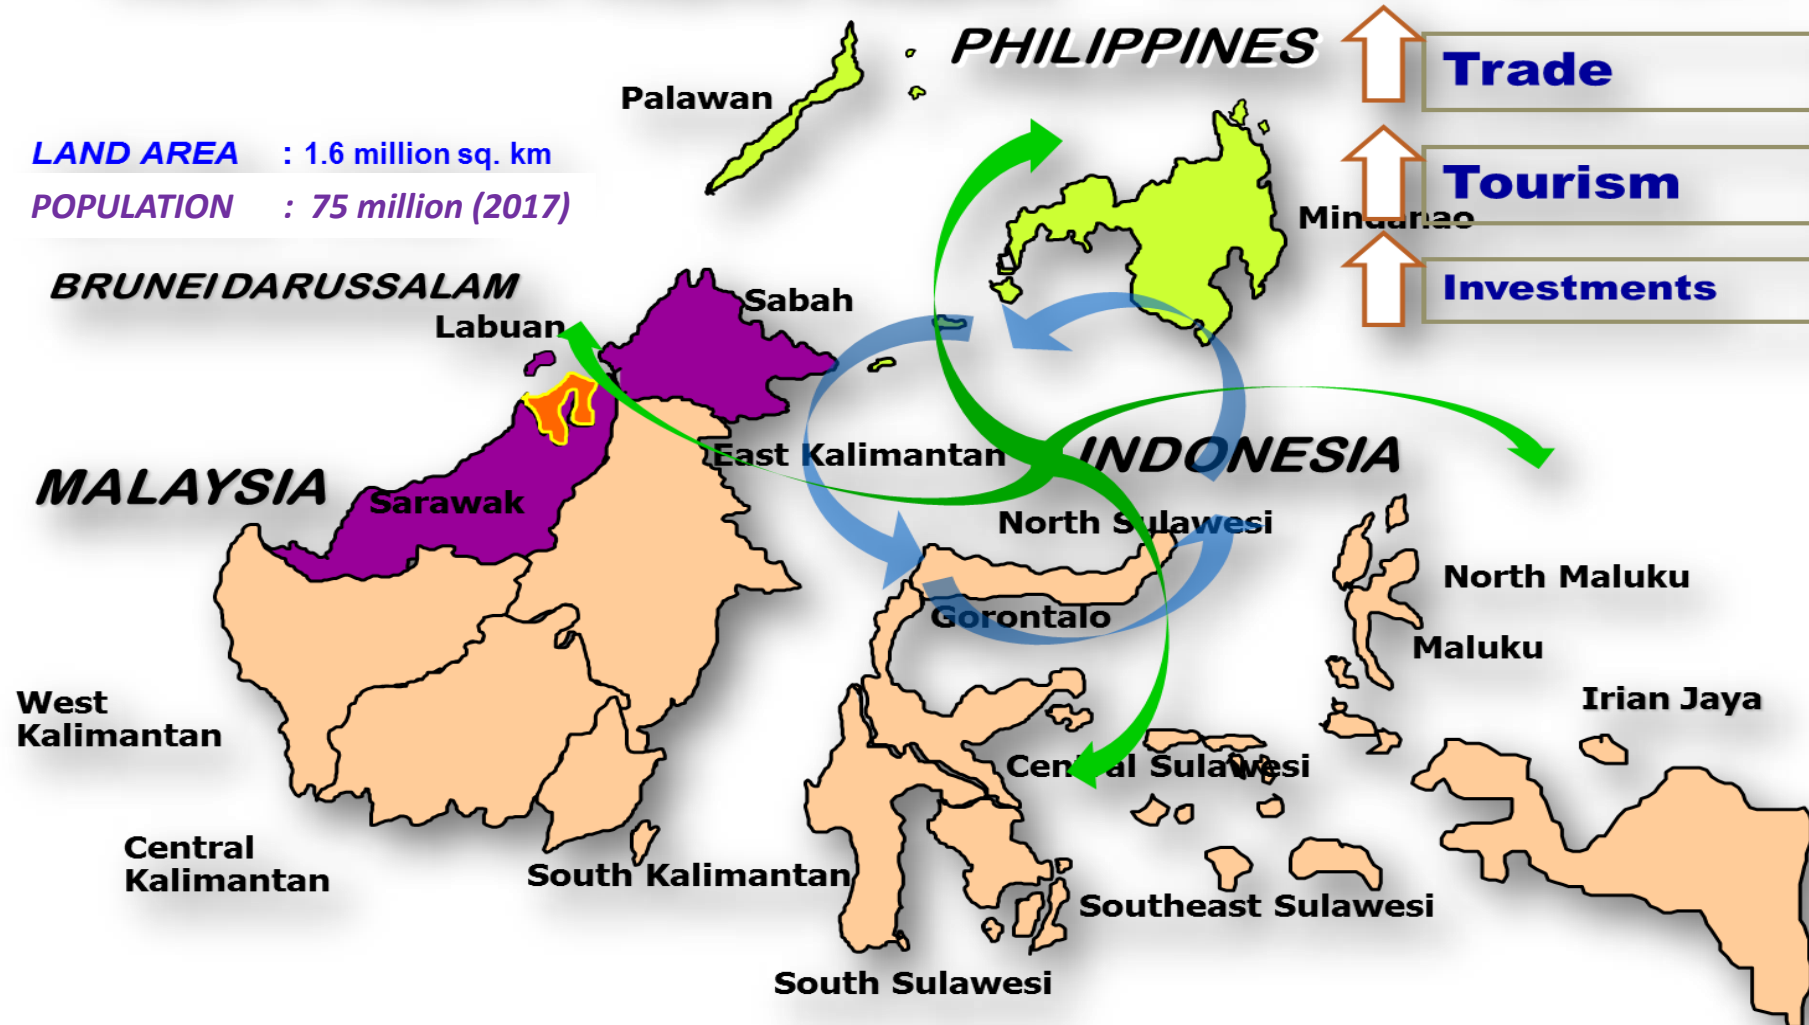 PHILIPPINES
Trade
Palawan
LAND AREA : 1.6 million sq. km
Tourism
POPULATION : 75 million (2017)
Mindanao
BRUNEI DARUSSALAM
Sabah
Investments
Labuan
East Kalimantan
INDONESIA
MALAYSIA
Sarawak
North Sulawesi
North Maluku
Gorontalo
Maluku
West
Kalimantan
Irian Jaya
Central Sulawesi
Central
Kalimantan
South Kalimantan
Southeast Sulawesi
South Sulawesi